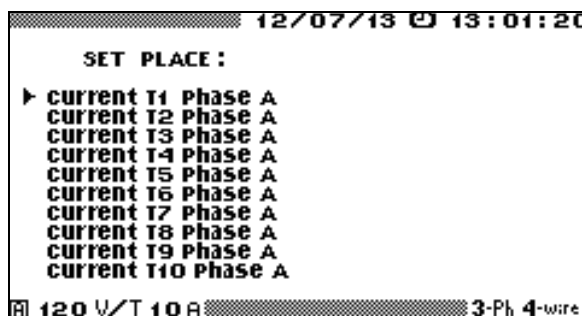 12/07/13 13:01:20
SET PLACE:
current T1 Phase A
current T2 Phase A
current T3 Phase A
current T4 Phase A
current T5 Phase A
current T6 Phase A
current T7 Phase A
current T8 Phase A
current T9 Phase A
current T10 Phase A
A 120 V/T 10 A 3-Ph 4-wire